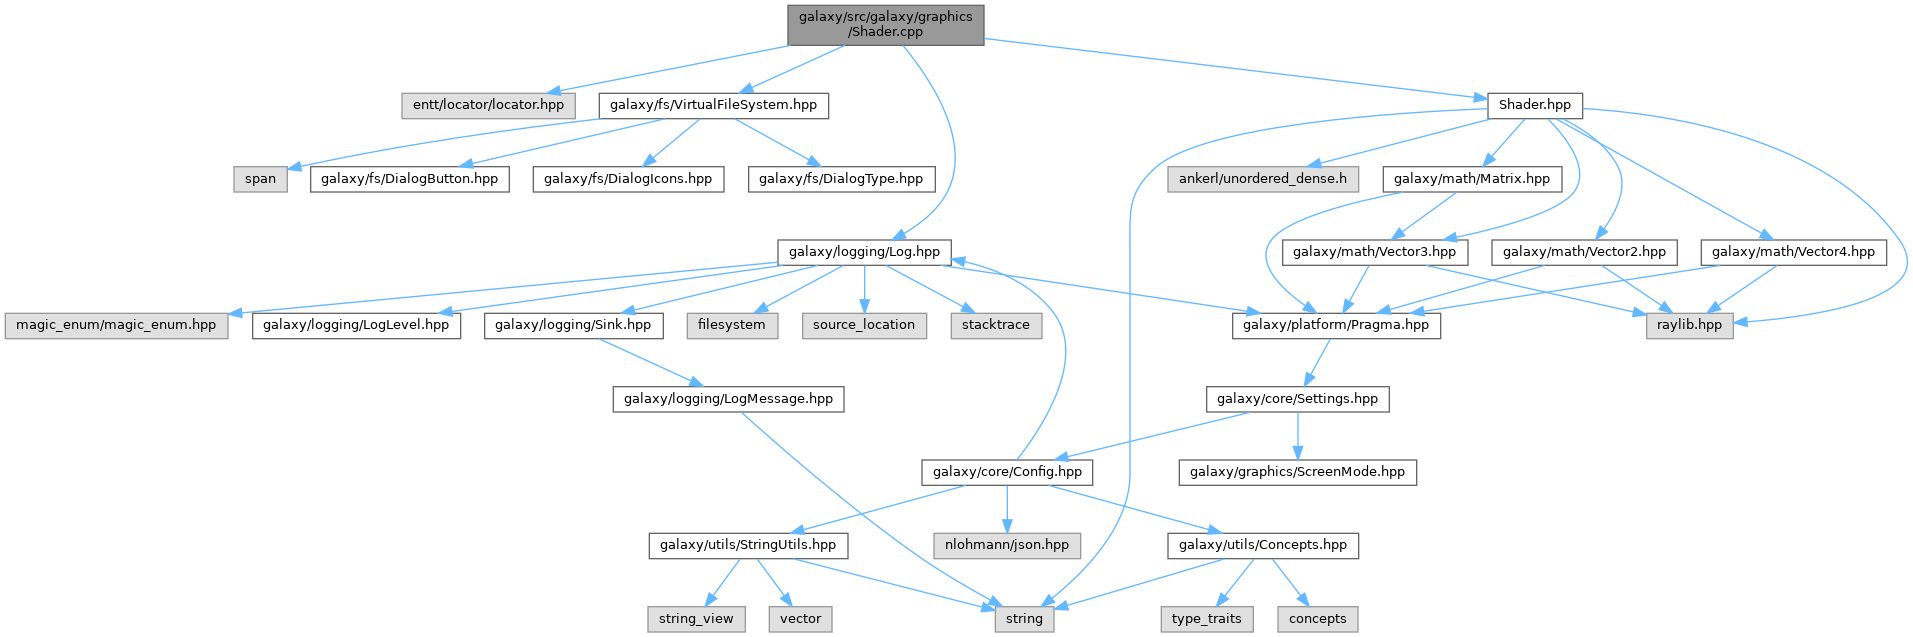 galaxy/src/galaxy/graphics
/Shader.cpp
entt/locator/locator.hpp
galaxy/fs/VirtualFileSystem.hpp
Shader.hpp
span
galaxy/fs/DialogButton.hpp
galaxy/fs/DialogIcons.hpp
galaxy/fs/DialogType.hpp
ankerl/unordered_dense.h
galaxy/math/Matrix.hpp
galaxy/logging/Log.hpp
galaxy/math/Vector3.hpp
galaxy/math/Vector2.hpp
galaxy/math/Vector4.hpp
magic_enum/magic_enum.hpp
galaxy/logging/LogLevel.hpp
galaxy/logging/Sink.hpp
filesystem
source_location
stacktrace
galaxy/platform/Pragma.hpp
raylib.hpp
galaxy/logging/LogMessage.hpp
galaxy/core/Settings.hpp
galaxy/core/Config.hpp
galaxy/graphics/ScreenMode.hpp
galaxy/utils/StringUtils.hpp
nlohmann/json.hpp
galaxy/utils/Concepts.hpp
string_view
vector
string
type_traits
concepts